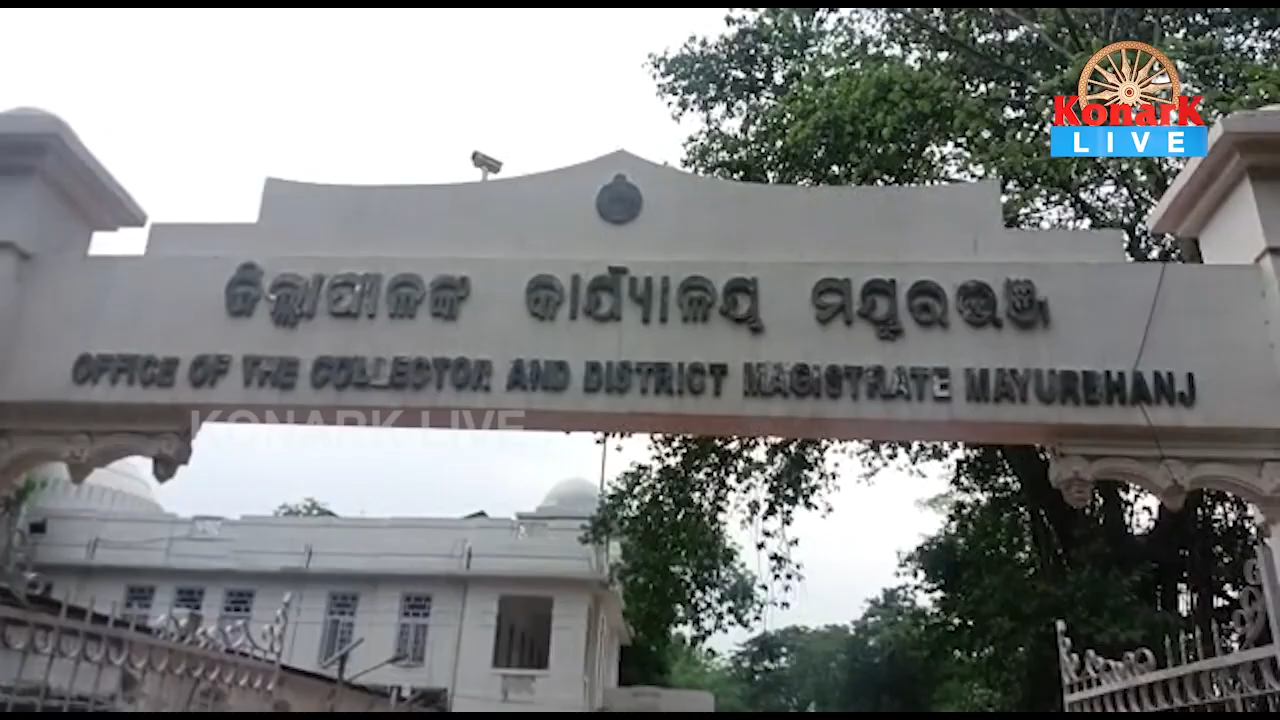 KonarK
LIVE
ଜିଲ୍ଲାପାଳଙ୍କ କାର୍ଯ୍ୟାଳୟ ମୟୂରଭଞ୍ଜ
OFFICE OF THE COLLECTOR AND DISTRICT MAGISTRATE MAYURBHANJ
KONARK LIVE